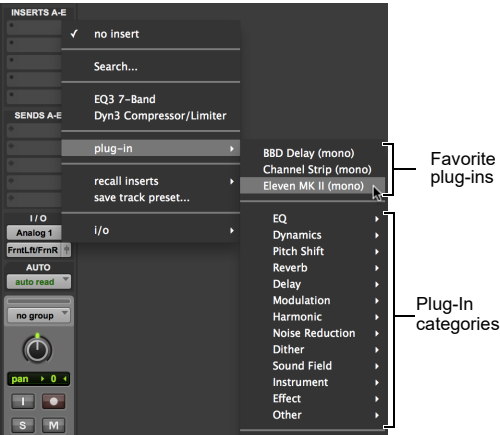 INSERTS A-E
SENDS A-E
I / O
Analog 1
FrntLft/FrnR
AUTO
auto read
no group
pan
0
I
S
M
✓ no insert
Search...
EQ3 7-Band
Dyn3 Compressor/Limiter
plug-in
recall inserts
save track preset...
i/o
BBD Delay (mono)
Channel Strip (mono)
Eleven MK II (mono)
EQ
Dynamics
Pitch Shift
Reverb
Delay
Modulation
Harmonic
Noise Reduction
Dither
Sound Field
Instrument
Effect
Other
Favorite
plug-ins
Plug-In
categories